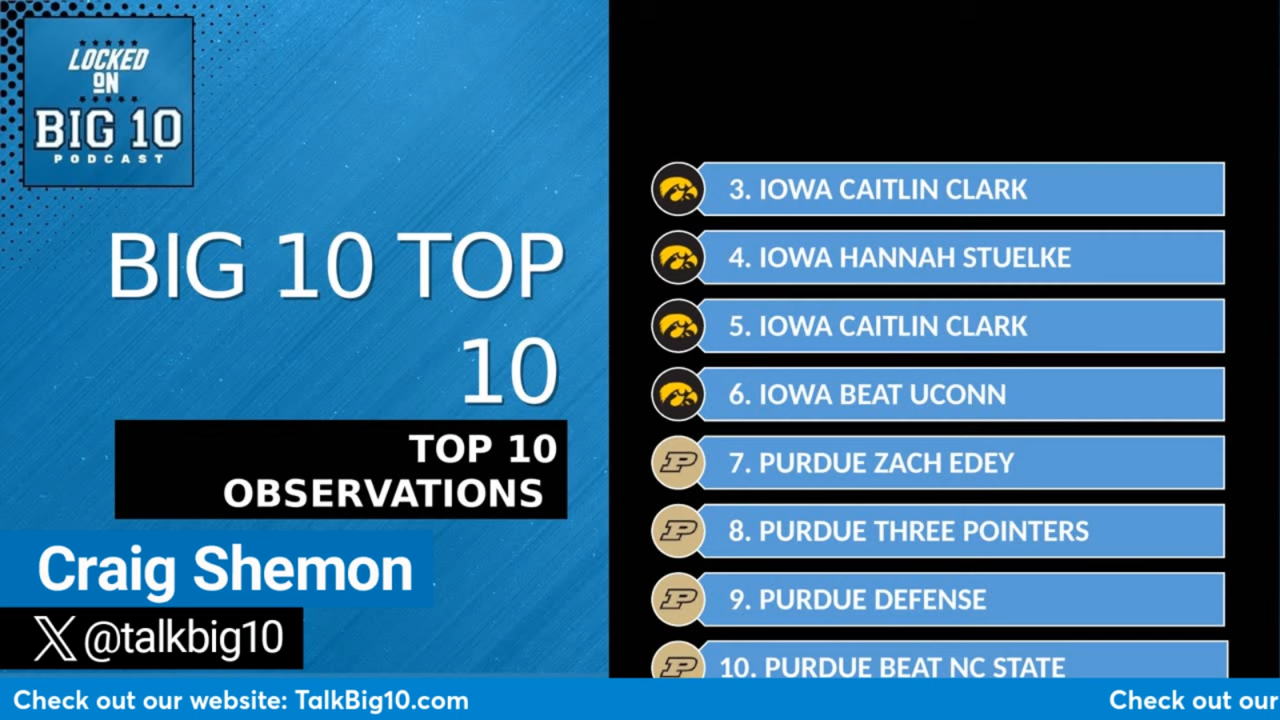 LOCKED
ON
BIG 10
PODCAST
BIG 10 TOP
10
TOP 10
OBSERVATIONS
Craig Shemon
X @talkbig10
3. IOWA CAITLIN CLARK
4. IOWA HANNAH STUELKE
5. IOWA CAITLIN CLARK
6. IOWA BEAT UCONN
7. PURDUE ZACH EDEY
8. PURDUE THREE POINTERS
9. PURDUE DEFENSE
10. PURDUE BEAT NC STATE
Check out our website: TalkBig10.com
Check out our